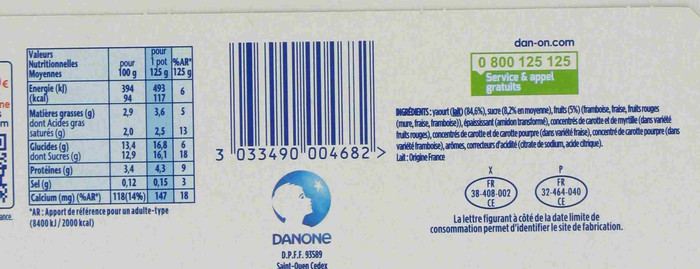 Valeurs
Nutritionnelles
Moyennes
pour
100 g
pour
1 pot
125 g
%AR*
125 g
Energie (kJ) 394 493 6
(kcal) 94 117
Matières grasses (g) 2,9 3,6 5
dont Acides gras
saturés (g) 2,0 2,5 13
Glucides (g) 13,4 16,8 6
dont Sucres (g) 12,9 16,1 18
Protéines (g) 3,4 4,3 9
Sel (g) 0,12 0,15 3
Calcium (mg) (%AR*) 118(14%) 147 18
*AR : Apport de référence pour un adulte-type
(8400 kJ / 2000 kcal)
3 033490 004682 >
DANONE
D.P.F.F. 93589
Saint-Ouen Cedex
dan-on.com
0 800 125 125
Service & appel
gratuits
INGRÉDIENTS : yaourt (lait) (84,6%), sucre (8,2% en moyenne), fruits (5%) (framboise, fraise, fruits rouges
(mure, fraise, framboise)), épaississant (amidon transformé), concentrés de carotte et de myrtille (dans variété
fruits rouges), concentrés de carotte et de carotte pourpre (dans variété fraise), concentré de carotte pourpre (dans
variété framboise), arômes, correcteurs d'acidité (citrate de sodium, acide citrique).
Lait : Origine France
X P
FR
38-408-002
CE
FR
32-464-040
CE
La lettre figurant à côté de la date limite de
consommation permet d'identifier le site de fabrication.